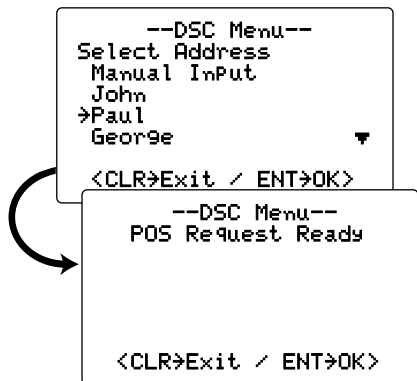 --DSC Menu--
Select Address
Manual Input
John
→Paul
George ▼
<CLR→Exit / ENT→OK>
--DSC Menu--
POS Request Ready
<CLR→Exit / ENT→OK>